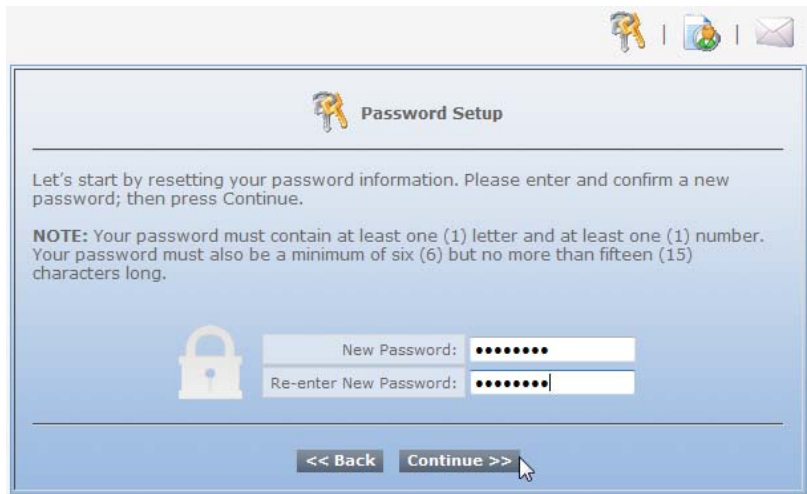 Password Setup
Let's start by resetting your password information. Please enter and confirm a new
password; then press Continue.
NOTE: Your password must contain at least one (1) letter and at least one (1) number.
Your password must also be a minimum of six (6) but no more than fifteen (15)
characters long.
New Password: ••••••••
Re-enter New Password: ••••••••
<< Back Continue >>